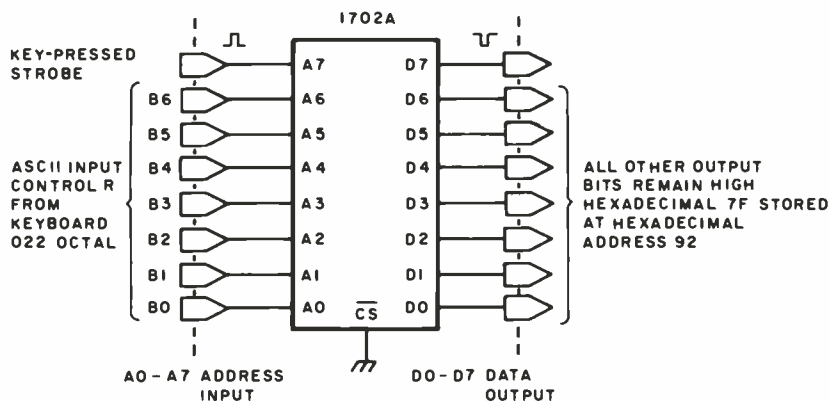 1702A
KEY-PRESSED
STROBE
A7
D7
B6
A6
D6
B5
A5
D5
B4
A4
D4
B3
A3
D3
B2
A2
D2
B1
A1
D1
B0
A0
D0
CS
ASCII INPUT
CONTROL R
FROM
KEYBOARD
022 OCTAL
ALL OTHER OUTPUT
BITS REMAIN HIGH
HEXADECIMAL 7F STORED
AT HEXADECIMAL
ADDRESS 92
A0-A7 ADDRESS
INPUT
D0-D7 DATA
OUTPUT